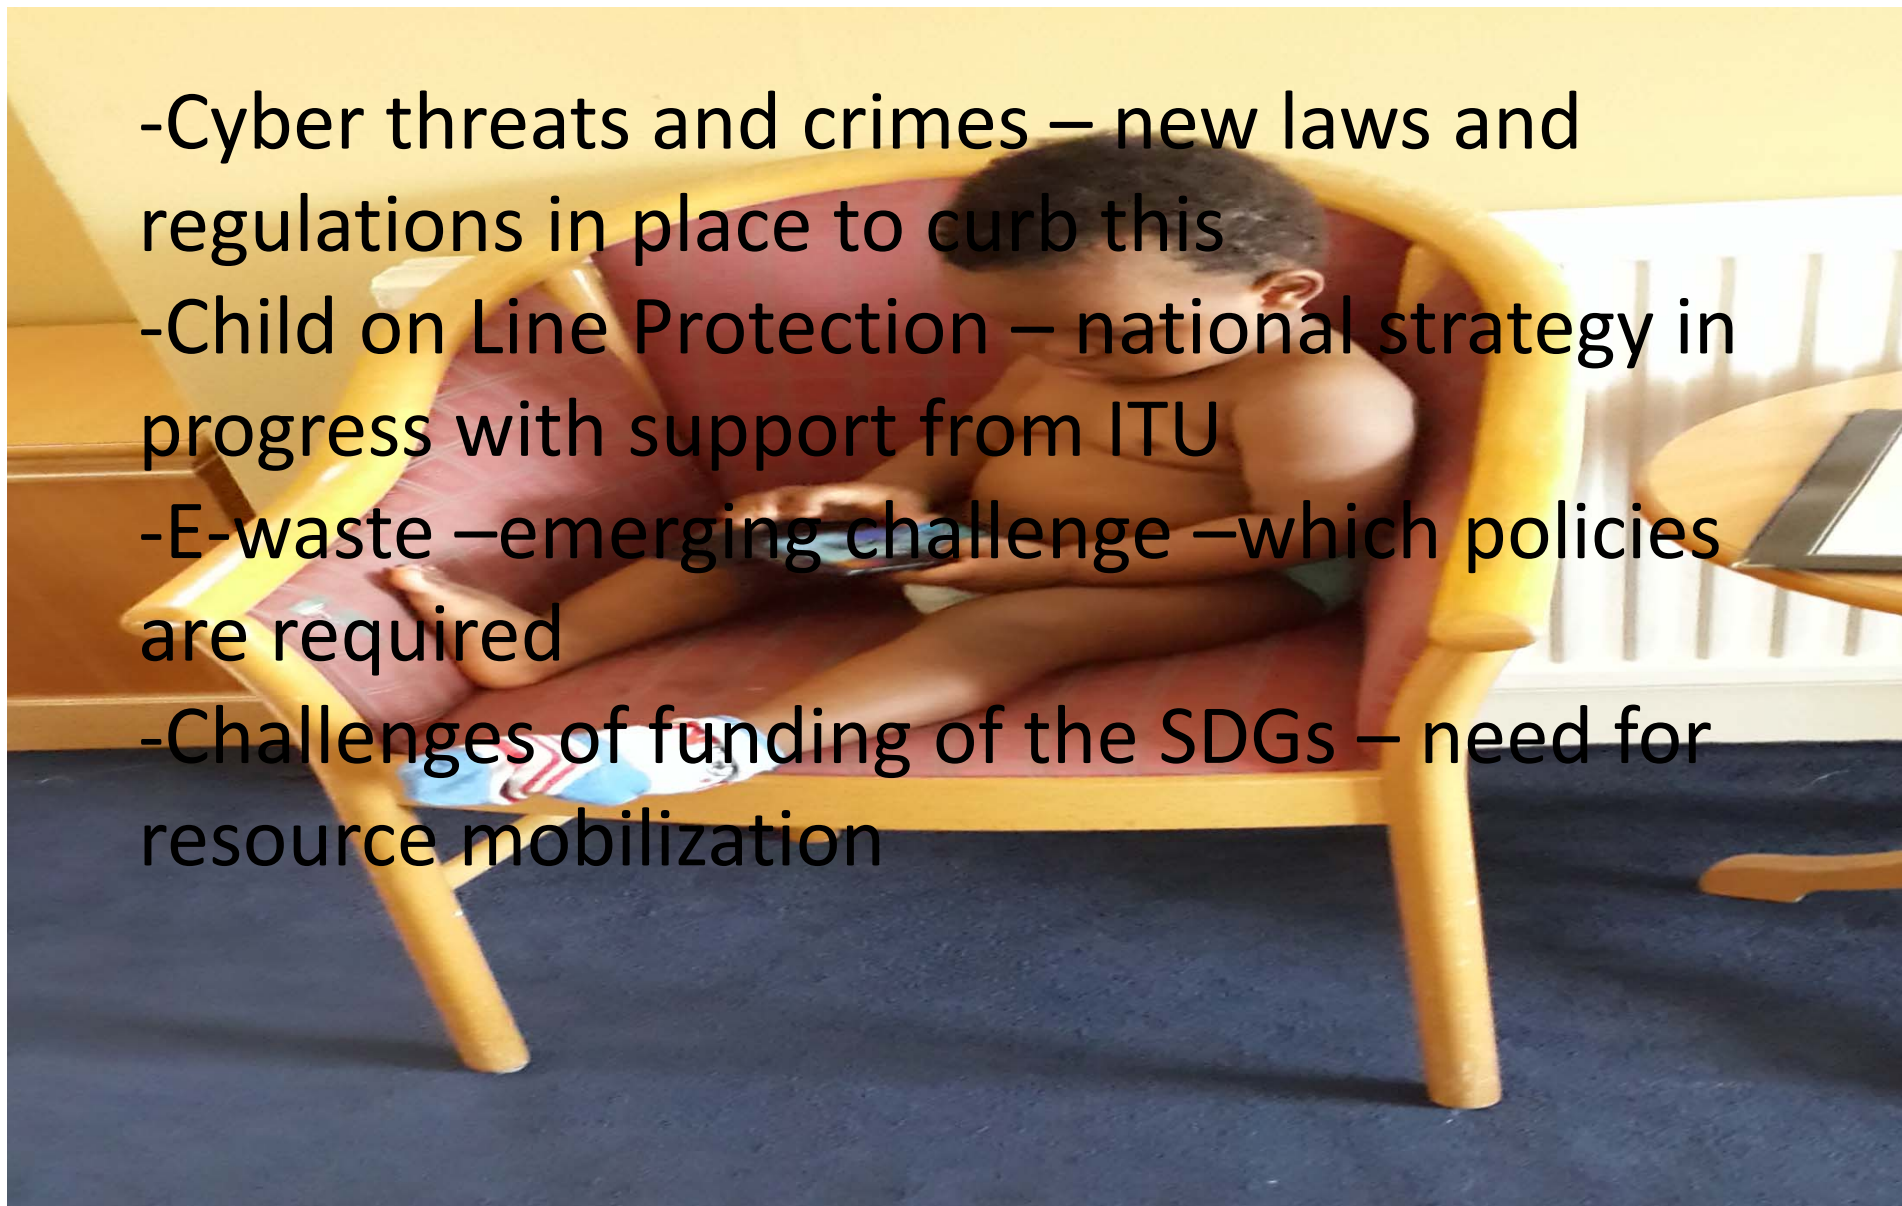 -Cyber threats and crimes – new laws and
regulations in place to curb this
-Child on Line Protection – national strategy in
progress with support from ITU
-E-waste –emerging challenge –which policies
are required
-Challenges of funding of the SDGs – need for
resource mobilization